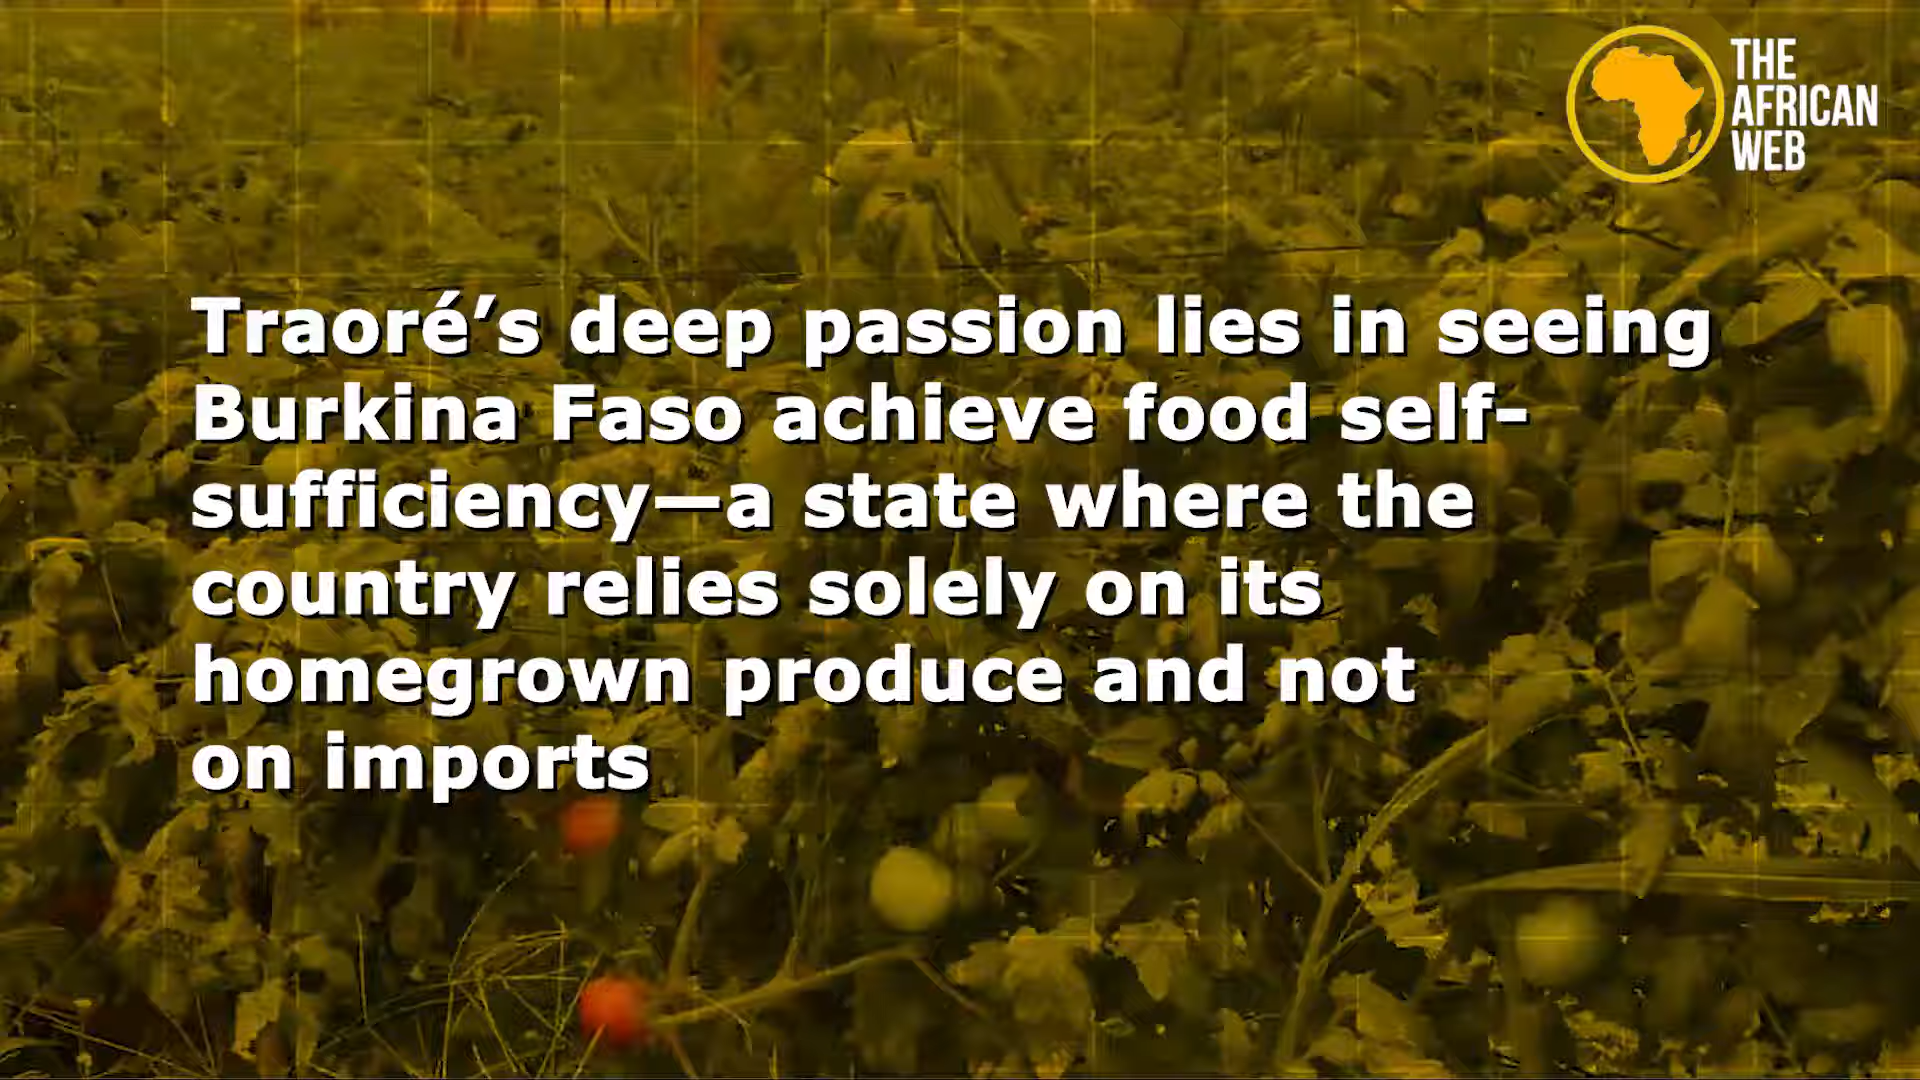 THE
AFRICAN
WEB
Traoré’s deep passion lies in seeing
Burkina Faso achieve food self-
sufficiency—a state where the
country relies solely on its
homegrown produce and not
on imports